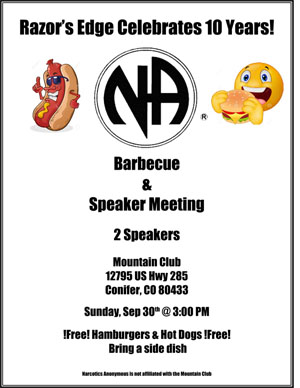 Razor's Edge Celebrates 10 Years!
NA
®
Barbecue
&
Speaker Meeting
2 Speakers
Mountain Club
12795 US Hwy 285
Conifer, CO 80433
Sunday, Sep 30th @ 3:00 PM
!Free! Hamburgers & Hot Dogs !Free!
Bring a side dish
Narcotics Anonymous is not affiliated with the Mountain Club